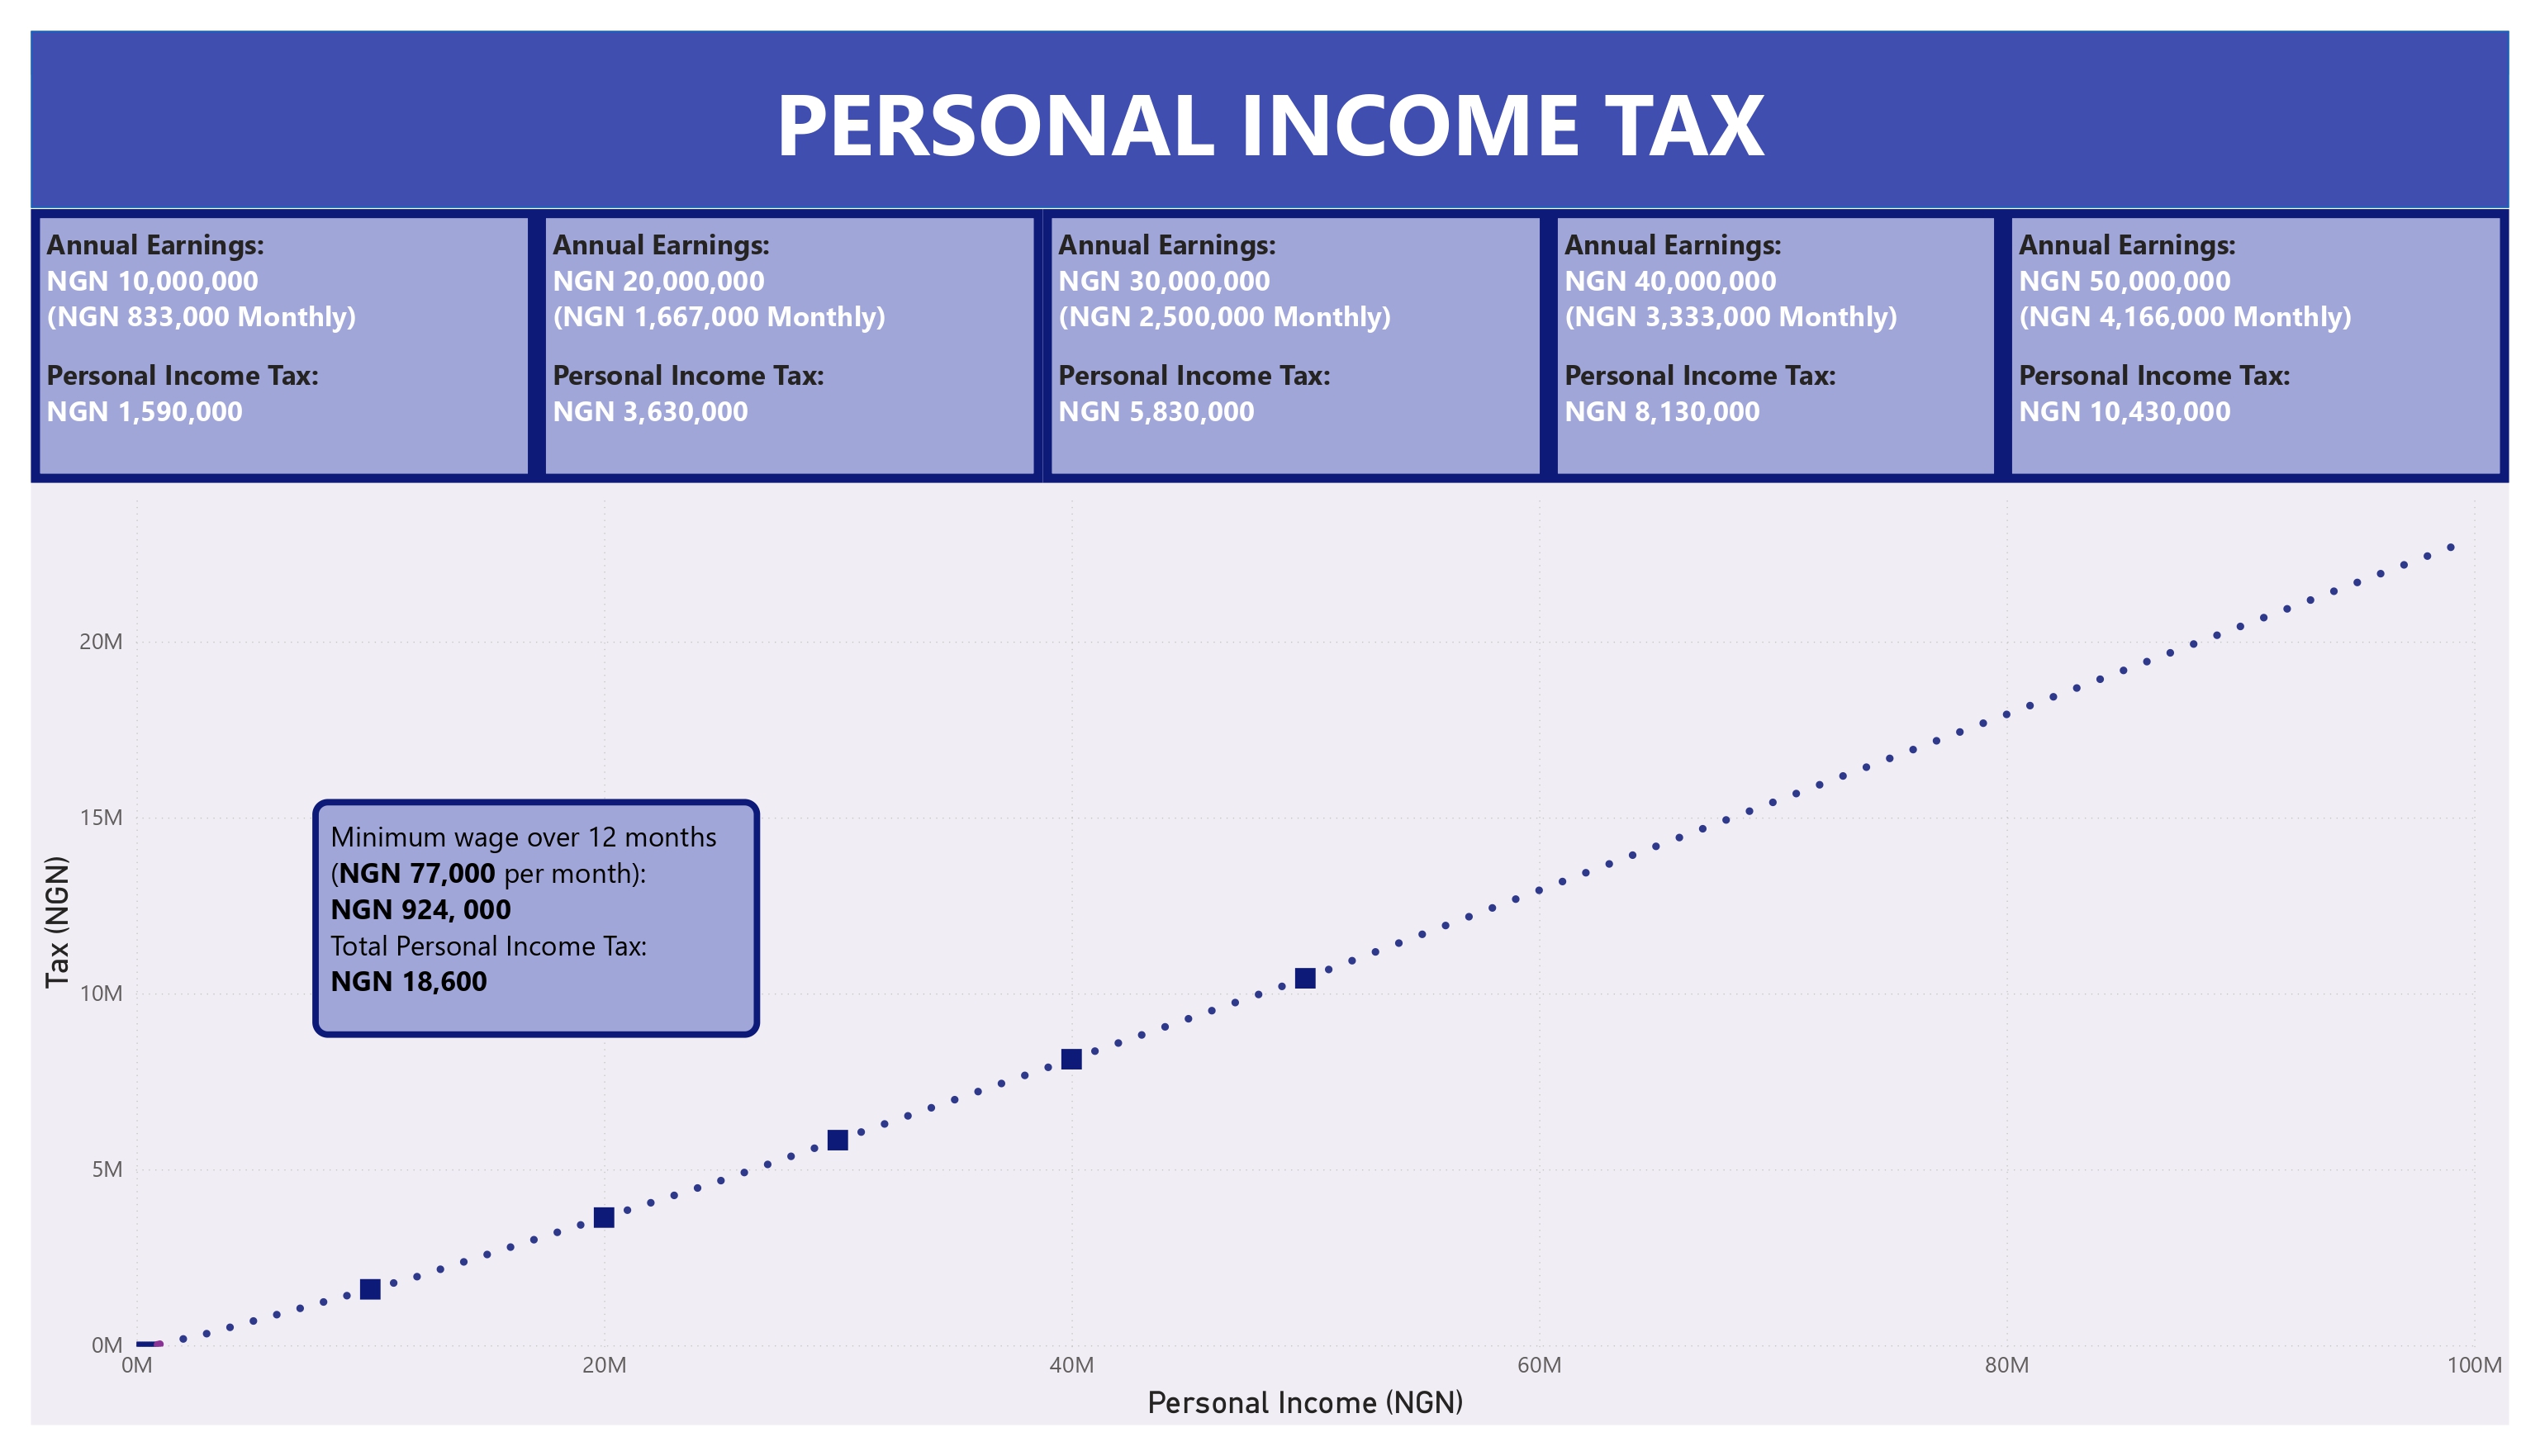 PERSONAL INCOME TAX
Annual Earnings:
NGN 10,000,000
(NGN 833,000 Monthly)
Personal Income Tax:
NGN 1,590,000
Annual Earnings:
NGN 20,000,000
(NGN 1,667,000 Monthly)
Personal Income Tax:
NGN 3,630,000
Annual Earnings:
NGN 30,000,000
(NGN 2,500,000 Monthly)
Personal Income Tax:
NGN 5,830,000
Annual Earnings:
NGN 40,000,000
(NGN 3,333,000 Monthly)
Personal Income Tax:
NGN 8,130,000
Annual Earnings:
NGN 50,000,000
(NGN 4,166,000 Monthly)
Personal Income Tax:
NGN 10,430,000
Tax (NGN)
20M
15M
10M
5M
0M
Minimum wage over 12 months
(NGN 77,000 per month):
NGN 924, 000
Total Personal Income Tax:
NGN 18,600
0M
20M
40M
60M
80M
100M
Personal Income (NGN)